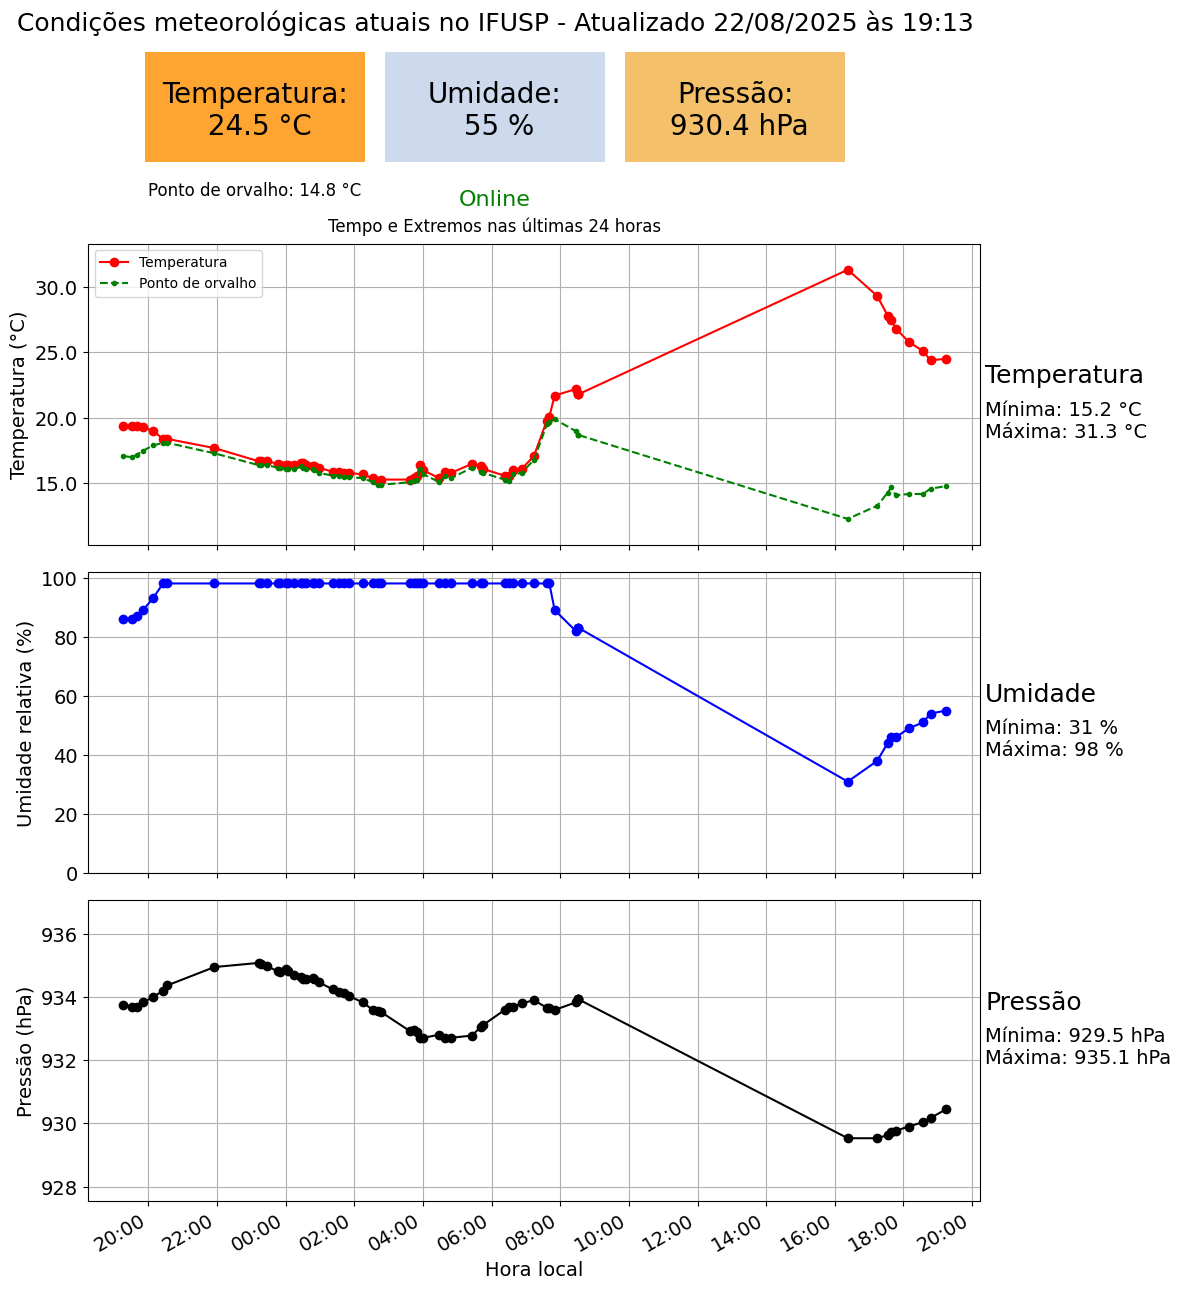 Condições meteorológicas atuais no IFUSP - Atualizado 22/08/2025 às 19:13
Temperatura:
24.5 °C
Umidade:
55 %
Pressão:
930.4 hPa
Ponto de orvalho: 14.8 °C
Online
Tempo e Extremos nas últimas 24 horas
Temperatura
Ponto de orvalho
Temperatura (°C)
30.0
25.0
20.0
15.0
Temperatura
Mínima: 15.2 °C
Máxima: 31.3 °C
Umidade relativa (%)
100
80
60
40
20
0
Umidade
Mínima: 31 %
Máxima: 98 %
Pressão (hPa)
936
934
932
930
928
Pressão
Mínima: 929.5 hPa
Máxima: 935.1 hPa
20:00
22:00
00:00
02:00
04:00
06:00
08:00
10:00
12:00
14:00
16:00
18:00
20:00
Hora local